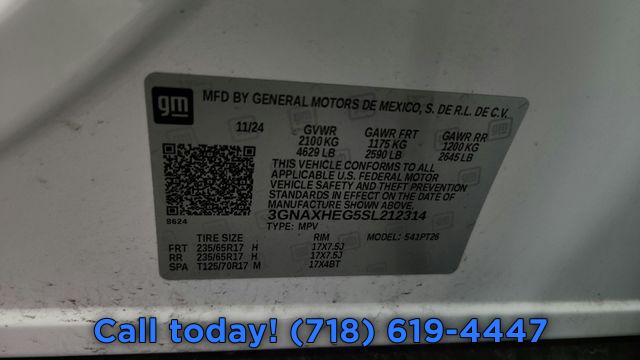 gm
MFD BY GENERAL MOTORS DE MEXICO, S. DE R.L. DE C.V.
11/24 GVWR GAWR FRT GAWR RR
2100 KG 1175 KG 1200 KG
4629 LB 2590 LB 2645 LB
THIS VEHICLE CONFORMS TO ALL
APPLICABLE U.S. FEDERAL MOTOR
VEHICLE SAFETY AND THEFT PREVENTION
STANDARDS IN EFFECT ON THE DATE OF
MANUFACTURE SHOWN ABOVE.
3GNAXHEG5SL212314
8624
TYPE: MPV
TIRE SIZE RIM MODEL: 541PT26
FRT 235/65R17 H 17X7.5J
RR 235/65R17 H 17X7.5J
SPA T125/70R17 M 17X4BT
Call today! (718) 619-4447